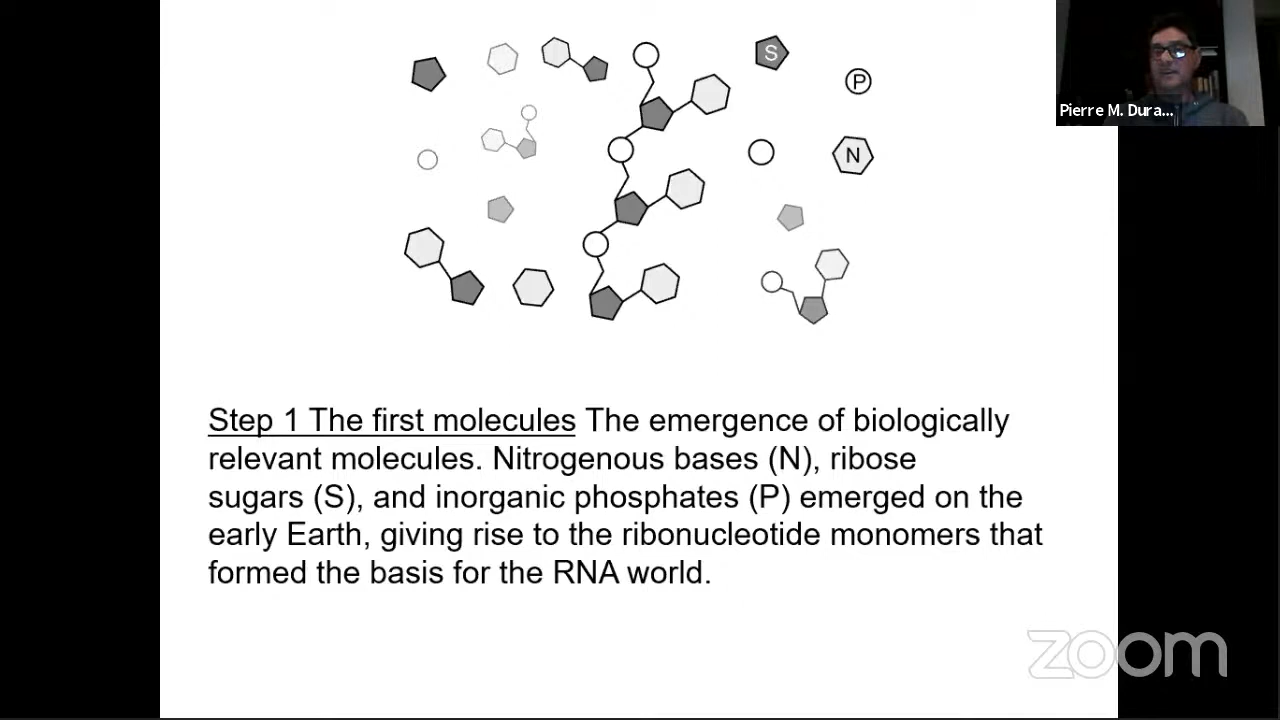 S
P
Pierre M. Dura...
N
Step 1 The first molecules The emergence of biologically
relevant molecules. Nitrogenous bases (N), ribose
sugars (S), and inorganic phosphates (P) emerged on the
early Earth, giving rise to the ribonucleotide monomers that
formed the basis for the RNA world.
zoom